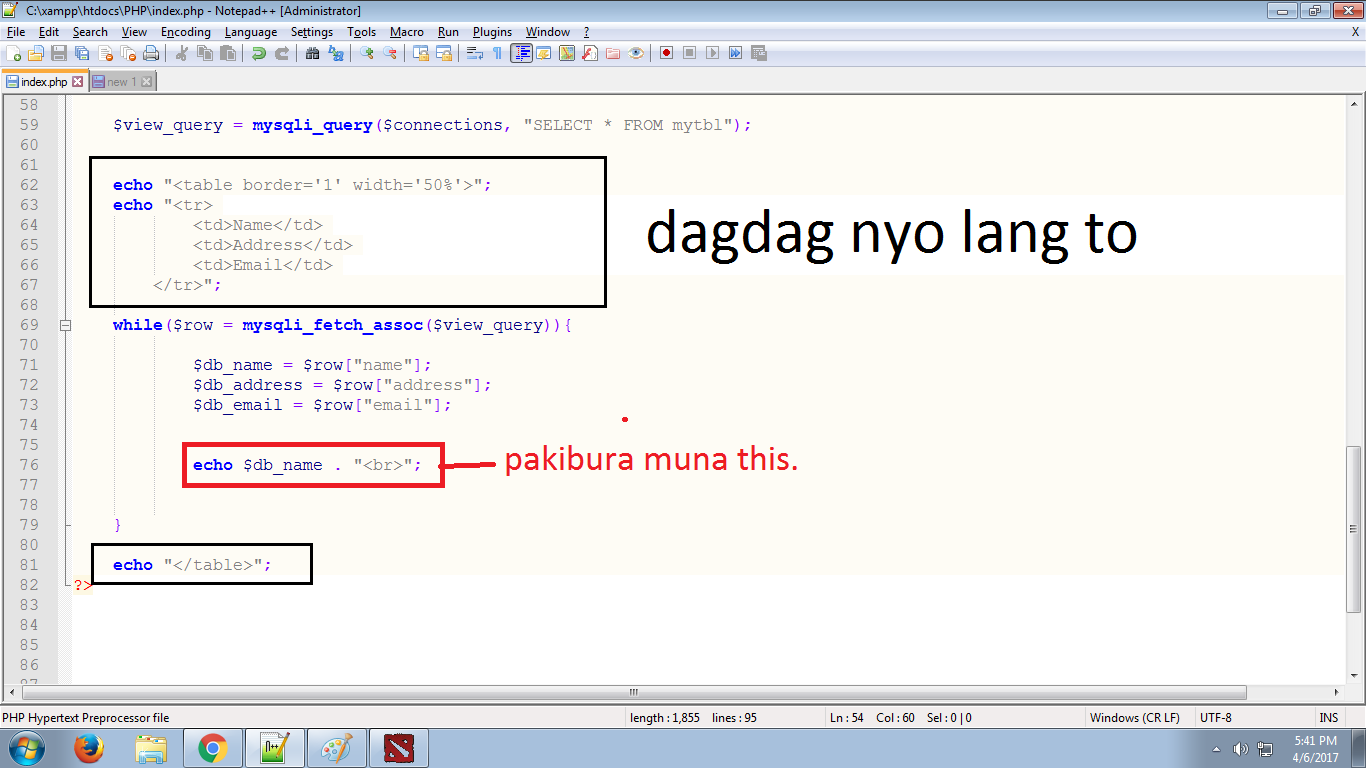 C:\xampp\htdocs\PHP\index.php - Notepad++ [Administrator]
File Edit Search View Encoding Language Settings Tools Macro Run Plugins Window ? X
index.php new 1
58
59 $view_query = mysqli_query($connections, "SELECT * FROM mytbl");
60
61
62 echo "<table border='1' width='50%'>";
63 echo "<tr>
64 <td>Name</td>
65 <td>Address</td>
66 <td>Email</td>
67 </tr>";
dagdag nyo lang to
68
69 while($row = mysqli_fetch_assoc($view_query)){
70
71 $db_name = $row["name"];
72 $db_address = $row["address"];
73 $db_email = $row["email"];
74
75
76 echo $db_name . "<br>";
pakibura muna this.
77
78
79 }
80
81 echo "</table>";
82 ?>
83
84
85
86
PHP Hypertext Preprocessor file length : 1,855 lines : 95 Ln : 54 Col : 60 Sel : 0 | 0 Windows (CR LF) UTF-8 INS
5:41 PM
4/6/2017